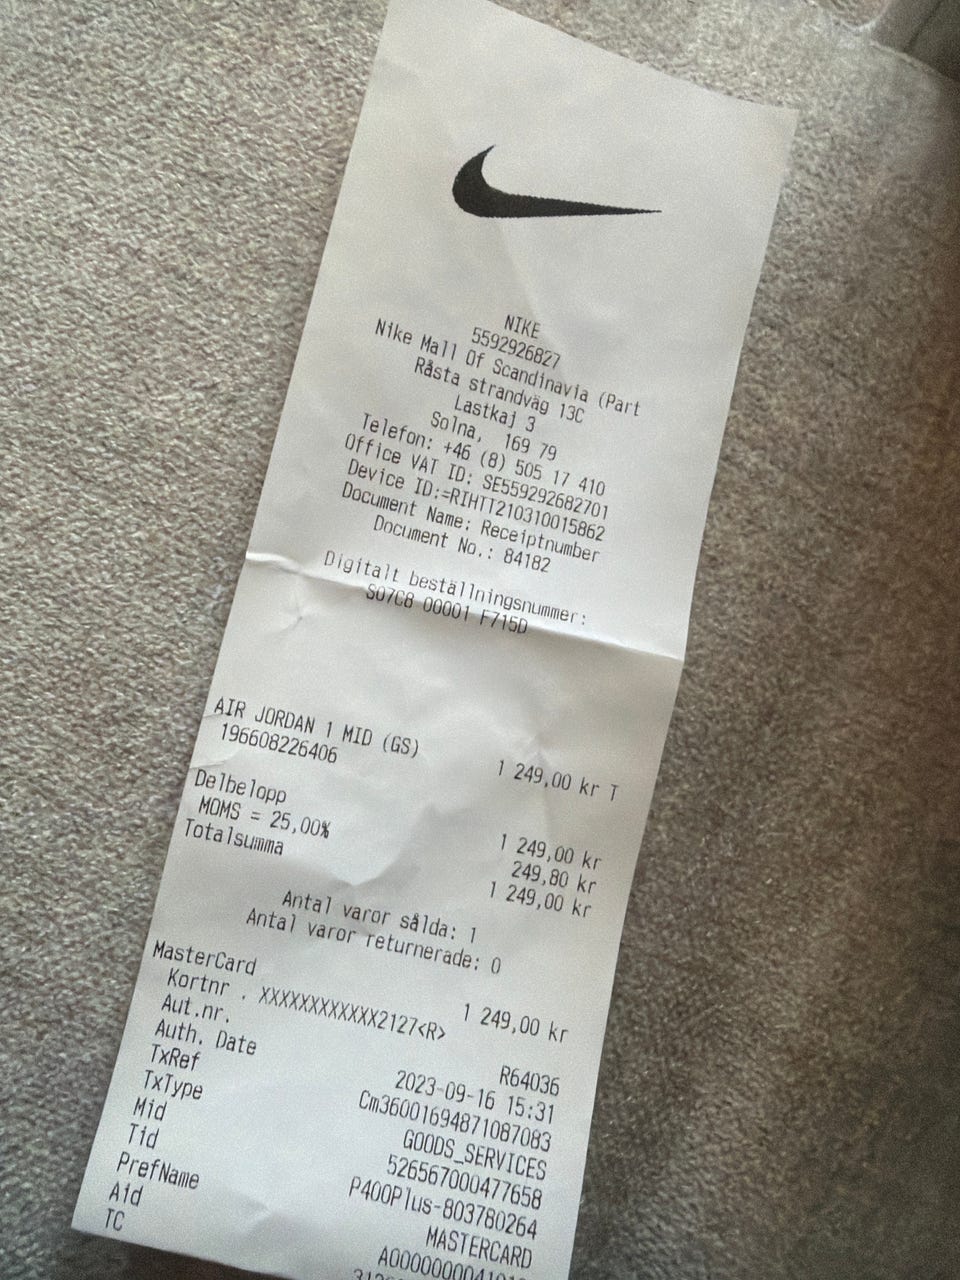 NIKE
5592926827
Nike Mall Of Scandinavia (Part
Råsta strandväg 13C
Lastkaj 3
Solna, 169 79
Telefon: +46 (8) 505 17 410
Office VAT ID: SE559292682701
Device ID:=RIHTT210310015862
Document Name: Receiptnumber
Document No.: 84182
Digitalt beställningsnummer:
S07C8 00001 F715D
AIR JORDAN 1 MID (GS)
196608226406 1 249,00 kr T
Delbelopp 1 249,00 kr
MOMS = 25,00% 249,80 kr
Totalsumma 1 249,00 kr
Antal varor sålda: 1
Antal varor returnerade: 0
MasterCard 1 249,00 kr
Kortnr . XXXXXXXXXXXX2127<R>
Aut.nr. R64036
Auth. Date 2023-09-16 15:31
TxRef Cm36001694871087083
TxType GOODS_SERVICES
Mid 526567000477658
Tid P400Plus-803780264
PrefName MASTERCARD
Aid
TC